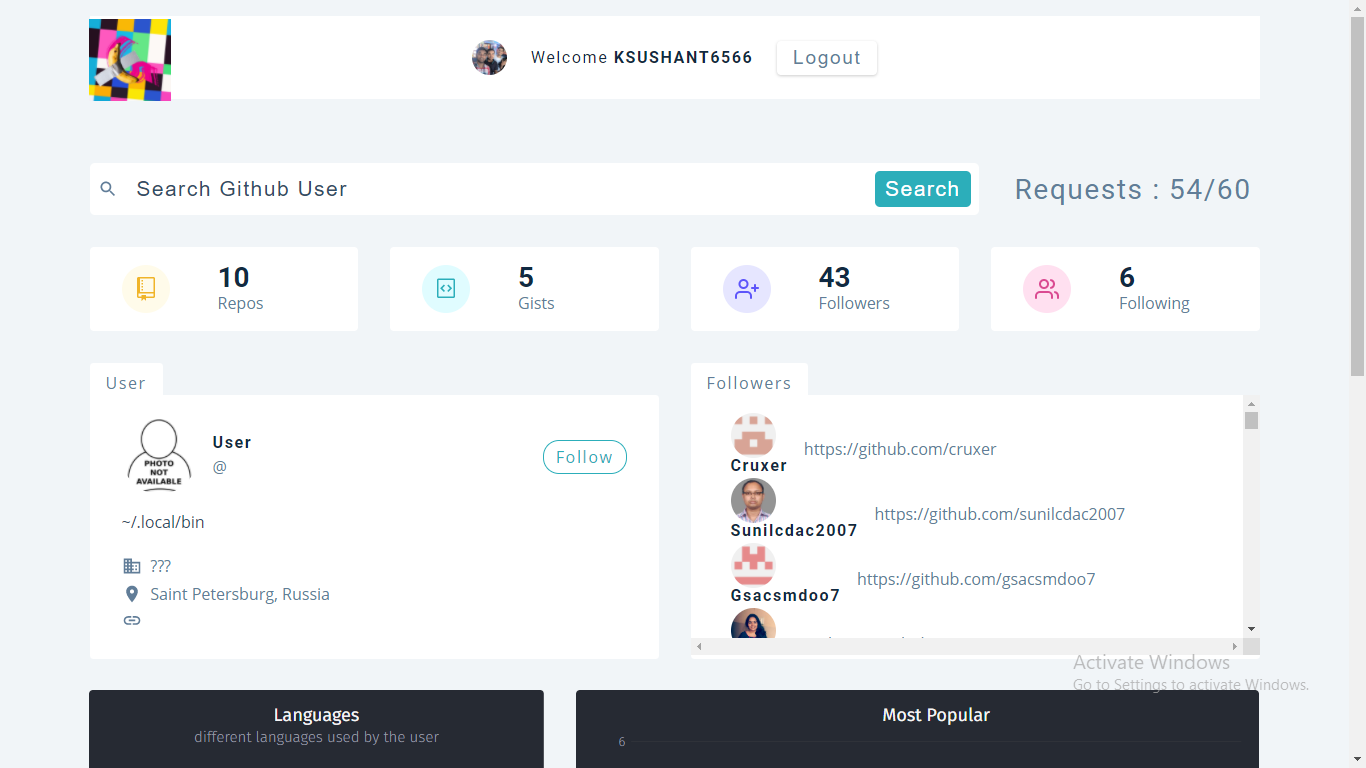 Welcome KSUSHANT6566
Logout
Search Github User
Search
Requests : 54/60
10
Repos
5
Gists
43
Followers
6
Following
User
PHOTO
NOT
AVAILABLE
User
@
Follow
~/.local/bin
???
Saint Petersburg, Russia
Followers
Cruxer
https://github.com/cruxer
Sunilcdac2007
https://github.com/sunilcdac2007
Gsacsmdoo7
https://github.com/gsacsmdoo7
Activate Windows
Go to Settings to activate Windows.
Languages
different languages used by the user
Most Popular
6